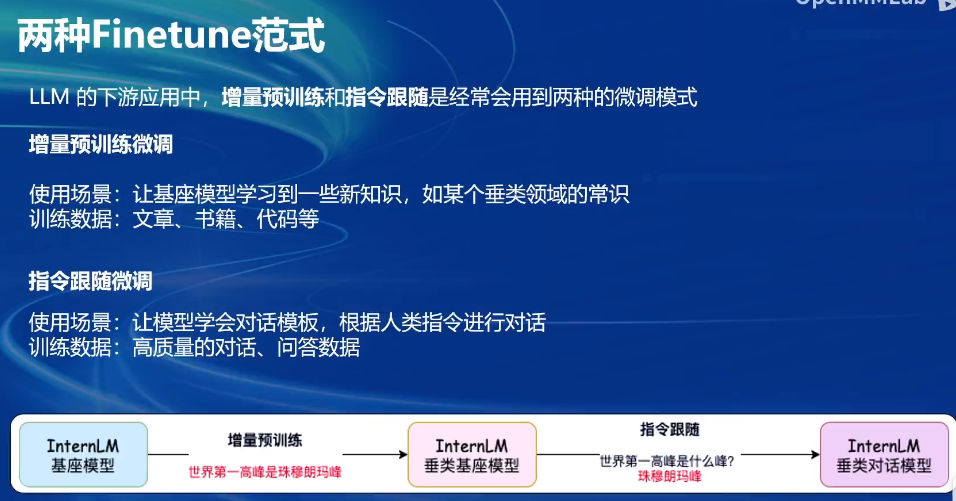 OpenMMLab
两种Finetune范式
LLM 的下游应用中，增量预训练和指令跟随是经常会用到两种的微调模式
增量预训练微调
使用场景：让基座模型学习到一些新知识，如某个垂类领域的常识
训练数据：文章、书籍、代码等
指令跟随微调
使用场景：让模型学会对话模板，根据人类指令进行对话
训练数据：高质量的对话、问答数据
InternLM
基座模型
增量预训练
世界第一高峰是珠穆朗玛峰
InternLM
垂类基座模型
指令跟随
世界第一高峰是什么峰?
珠穆朗玛峰
InternLM
垂类对话模型